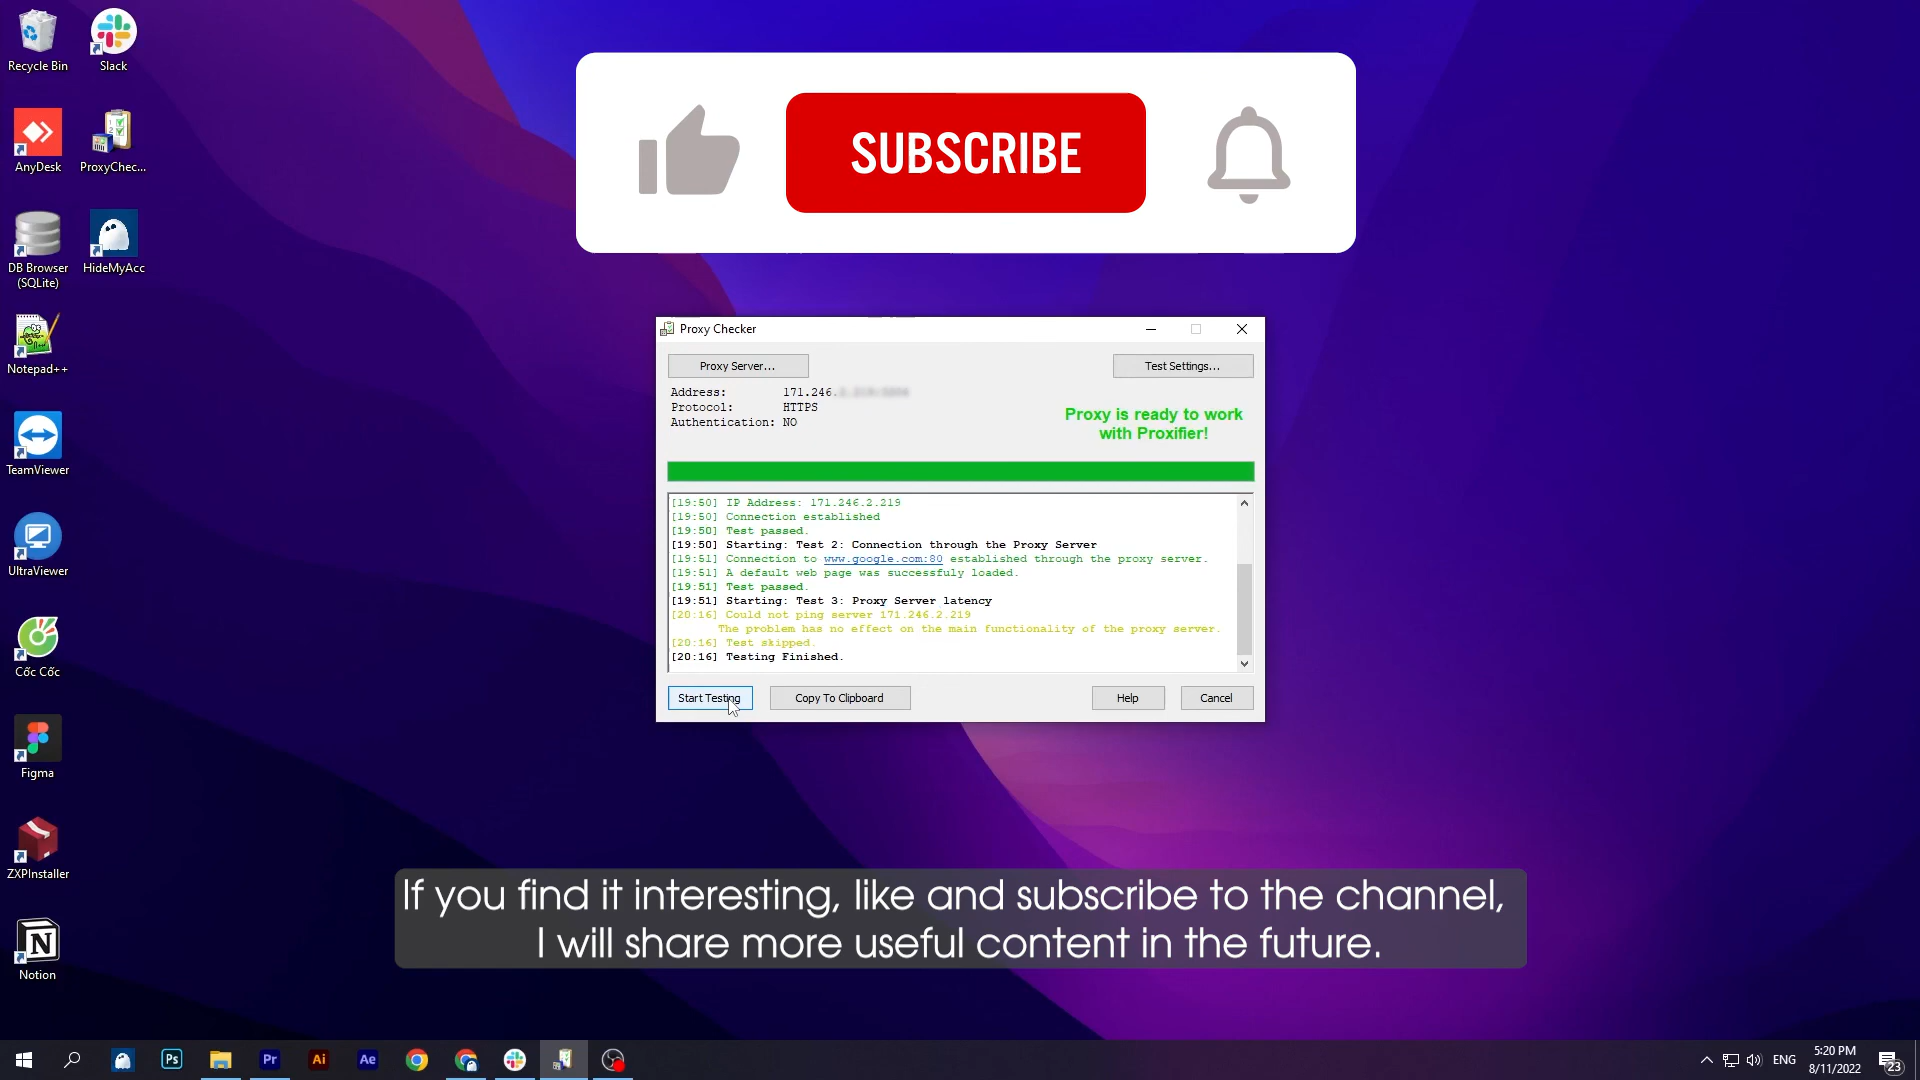 Recycle Bin
Slack
AnyDesk
ProxyChec...
DB Browser
(SQLite)
HideMyAcc
Notepad++
TeamViewer
UltraViewer
Cốc Cốc
Figma
ZXPInstaller
Notion
SUBSCRIBE
Proxy Checker
Proxy Server...
Test Settings...
Address: 171.246.
Protocol: HTTPS
Authentication: NO
Proxy is ready to work
with Proxifier!
[19:50] IP Address: 171.246.2.219
[19:50] Connection established
[19:50] Test passed.
[19:50] Starting: Test 2: Connection through the Proxy Server
[19:51] Connection to www.google.com:80 established through the proxy server.
[19:51] A default web page was successfuly loaded.
[19:51] Test passed.
[19:51] Starting: Test 3: Proxy Server latency
[20:16] Could not ping server 171.246.2.219
The problem has no effect on the main functionality of the proxy server.
[20:16] Test skipped.
[20:16] Testing Finished.
Start Testing
Copy To Clipboard
Help
Cancel
If you find it interesting, like and subscribe to the channel,
I will share more useful content in the future.
Ps
Pr
Ai
Ae
ENG
5:20 PM
8/11/2022
23